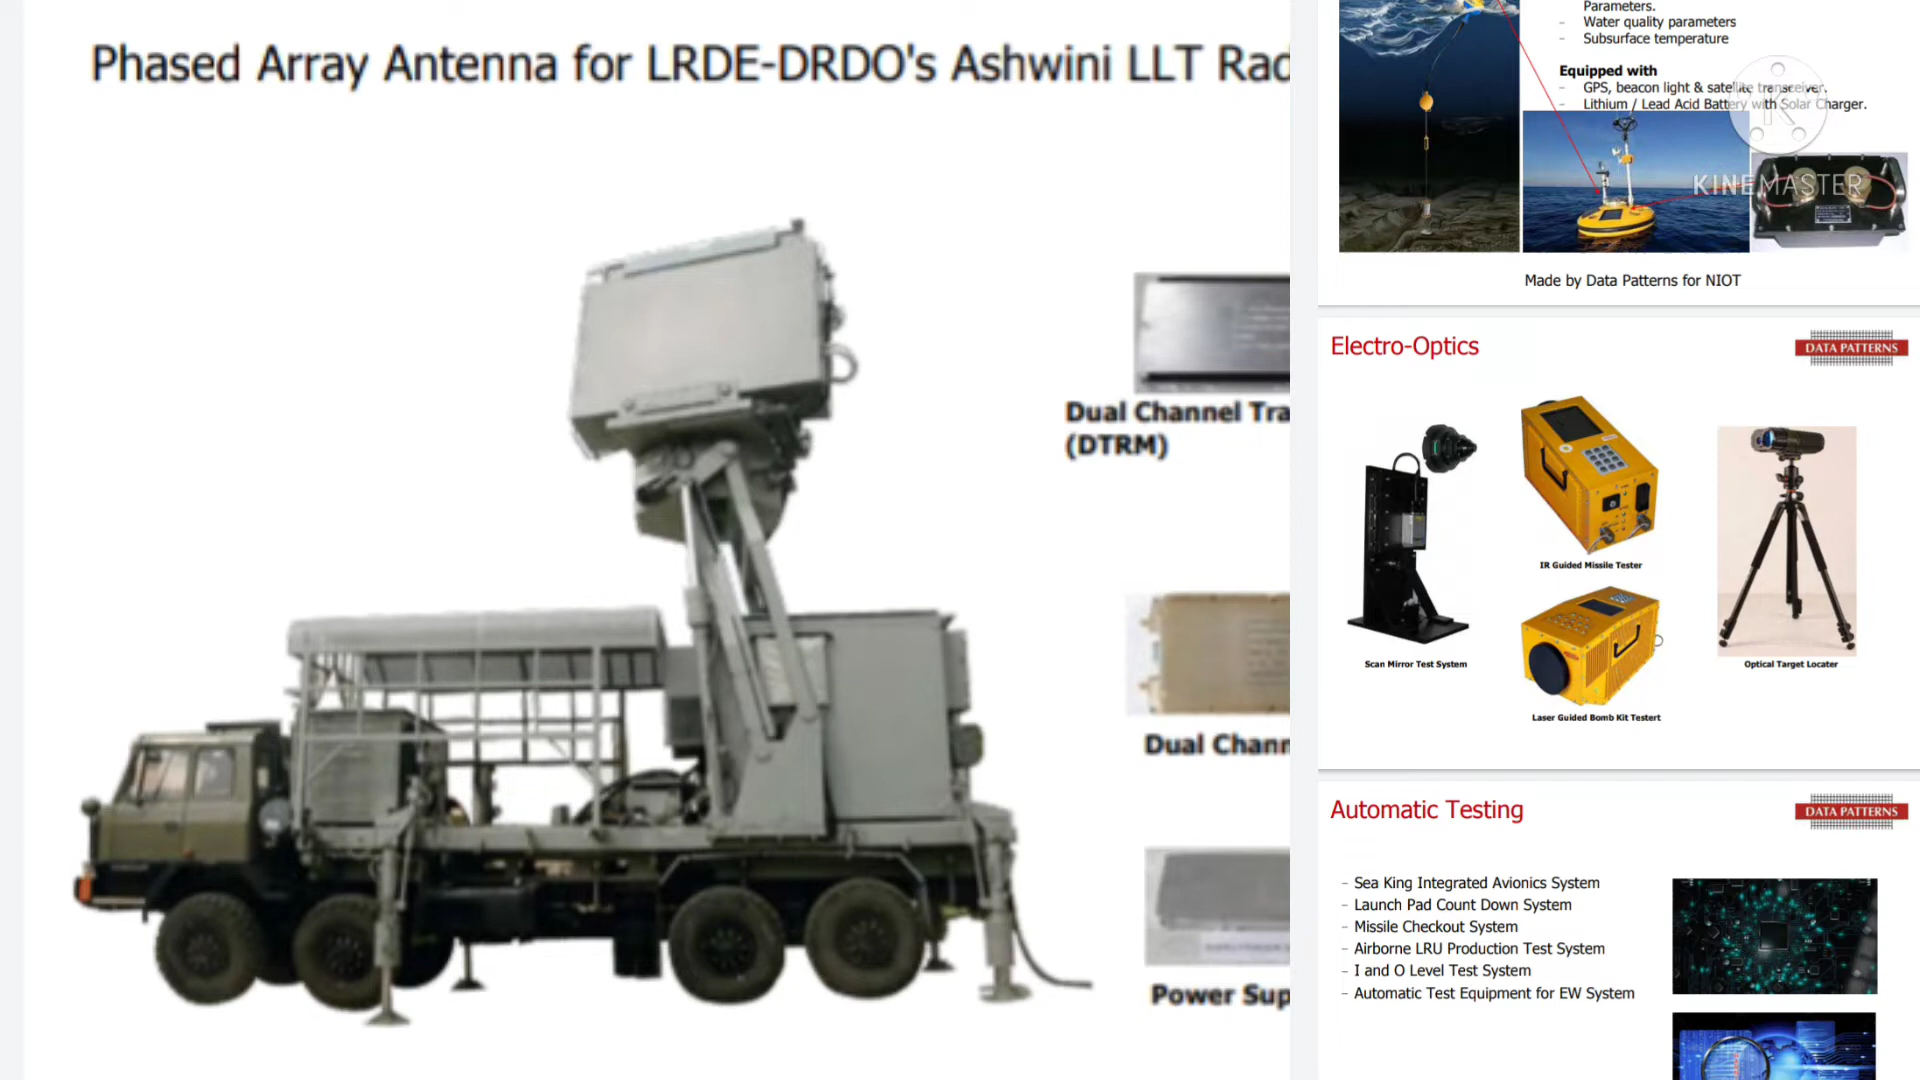 Phased Array Antenna for LRDE-DRDO's Ashwini LLT Rad
Dual Channel Tra
(DTRM)
Dual Chann
Power Sup
Parameters.
- Water quality parameters
- Subsurface temperature
Equipped with
- GPS, beacon light & satellite transceiver.
- Lithium / Lead Acid Battery with Solar Charger.
K
KINEMASTER
Made by Data Patterns for NIOT
Electro-Optics
DATA PATTERNS
IR Guided Missile Tester
Scan Mirror Test System
Optical Target Locater
Laser Guided Bomb Kit Testert
Automatic Testing
DATA PATTERNS
- Sea King Integrated Avionics System
- Launch Pad Count Down System
- Missile Checkout System
- Airborne LRU Production Test System
- I and O Level Test System
- Automatic Test Equipment for EW System